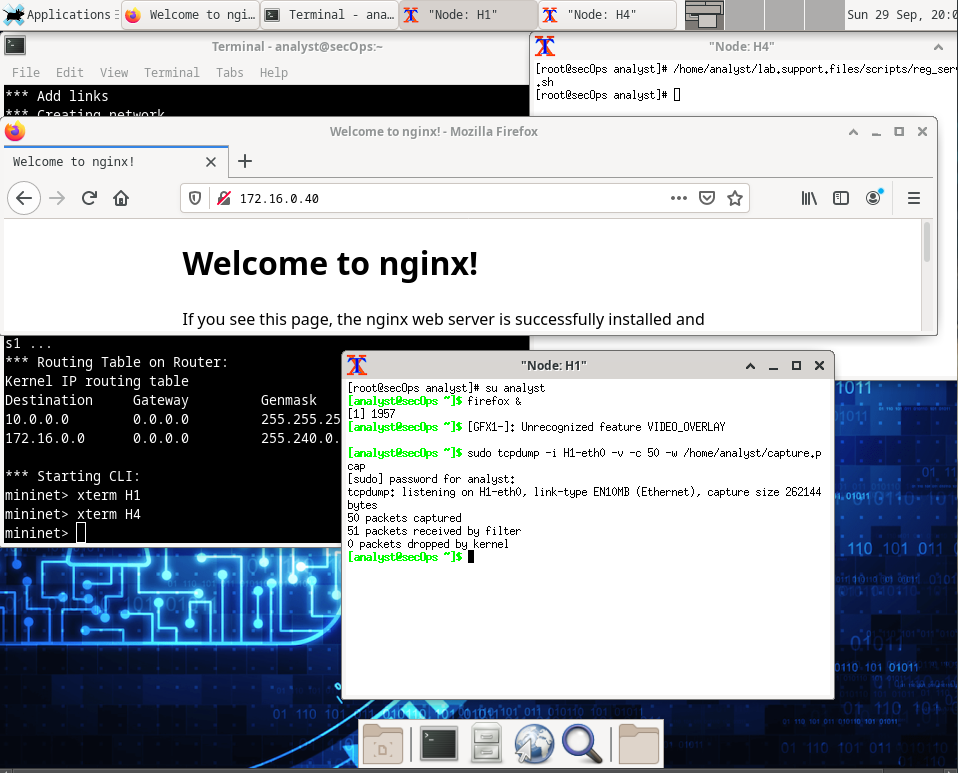 Applications
Welcome to ngi...
Terminal - ana...
"Node: H1"
"Node: H4"
Sun 29 Sep, 20:0
Terminal - analyst@secOps:~
File Edit View Terminal Tabs Help
*** Add links
*** Creating network
"Node: H4"
[root@secOps analyst]# /home/analyst/lab.support.files/scripts/reg_ser
.sh
[root@secOps analyst]#
Welcome to nginx! - Mozilla Firefox
Welcome to nginx!
172.16.0.40
Welcome to nginx!
If you see this page, the nginx web server is successfully installed and
s1 ...
*** Routing Table on Router:
Kernel IP routing table
Destination Gateway Genmask
10.0.0.0 0.0.0.0 255.255.25
172.16.0.0 0.0.0.0 255.240.0.
*** Starting CLI:
mininet> xterm H1
mininet> xterm H4
mininet>
"Node: H1"
[root@secOps analyst]# su analyst
[analyst@secOps ~]$ firefox &
[1] 1957
[analyst@secOps ~]$ [GFX1-]: Unrecognized feature VIDEO_OVERLAY
[analyst@secOps ~]$ sudo tcpdump -i H1-eth0 -v -c 50 -w /home/analyst/capture.p
cap
[sudo] password for analyst:
tcpdump: listening on H1-eth0, link-type EN10MB (Ethernet), capture size 262144
bytes
50 packets captured
51 packets received by filter
0 packets dropped by kernel
[analyst@secOps ~]$